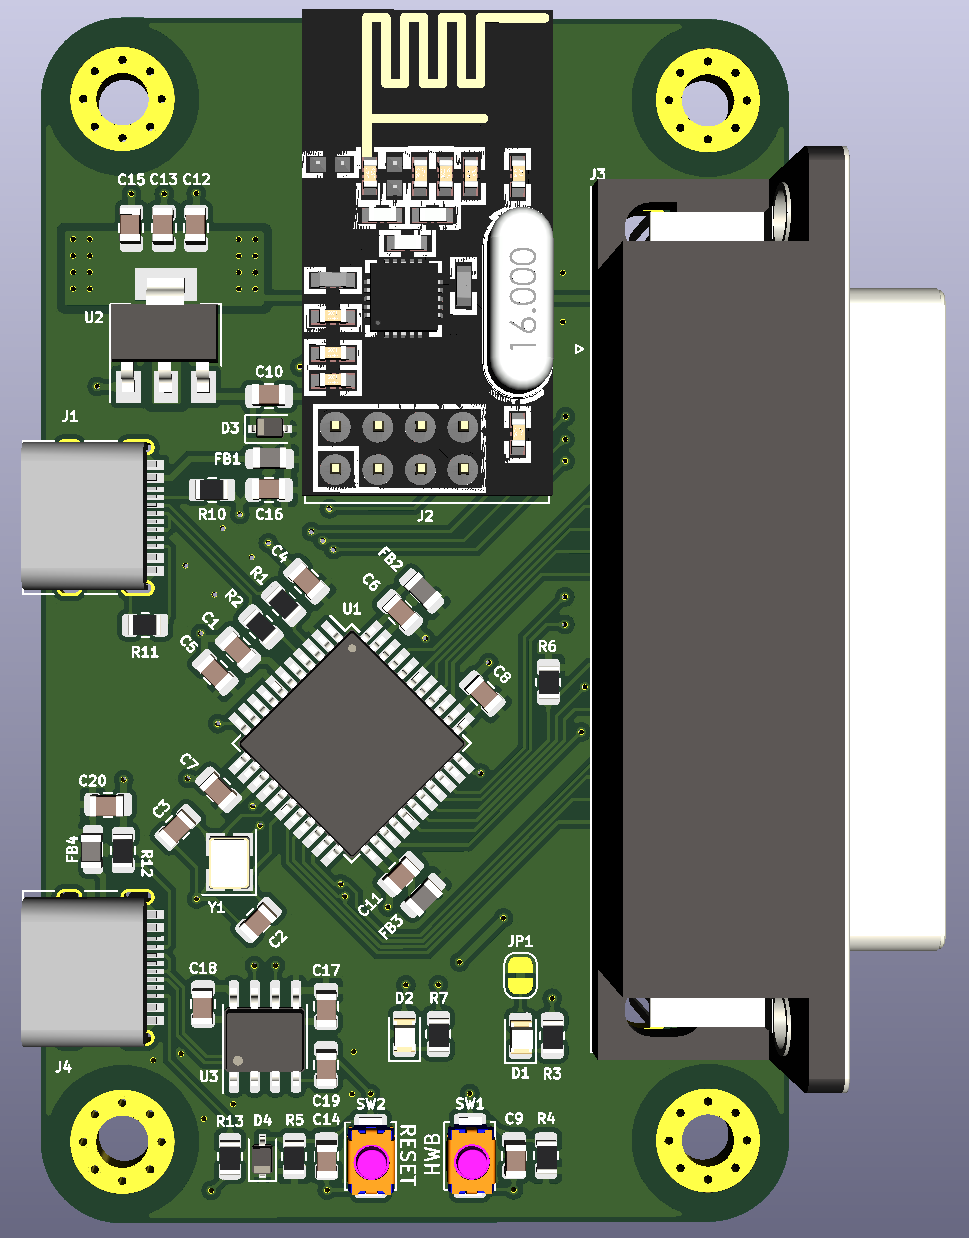 J3
C15 C13 C12
16.000
U2
C10
J1
D3
FB1
R10 C16
J2
C4
FB2
R1
C6
R2
U1
C1
R11
C5
R6
C8
C7
C20
C3
FB4
R12
Y1
C11
FB3
C2
JP1
C18
C17
D2 R7
D1 R3
J4
U3
C19
SW2 SW1
R13 D4 R5 C14
C9 R4
RESET
HWB